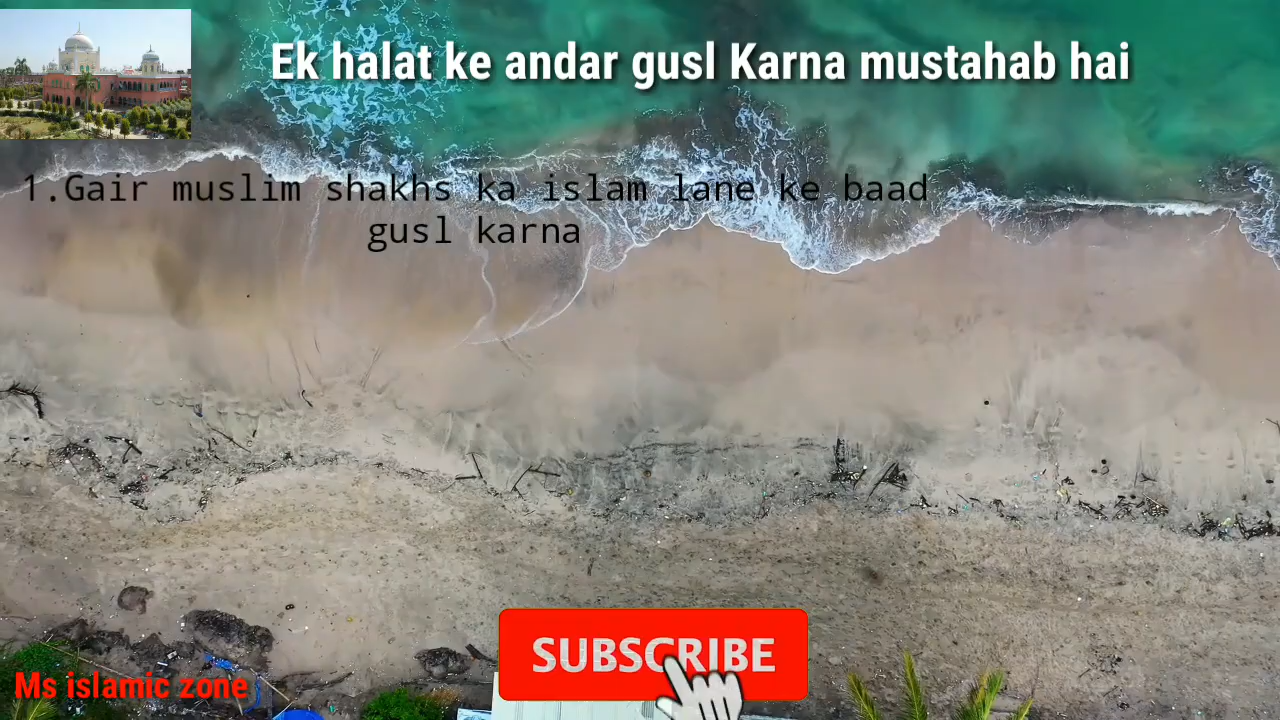 Ek halat ke andar gusl Karna mustahab hai
1.Gair muslim shakhs ka islam lane ke baad
gusl karna
SUBSCRIBE
Ms islamic zone